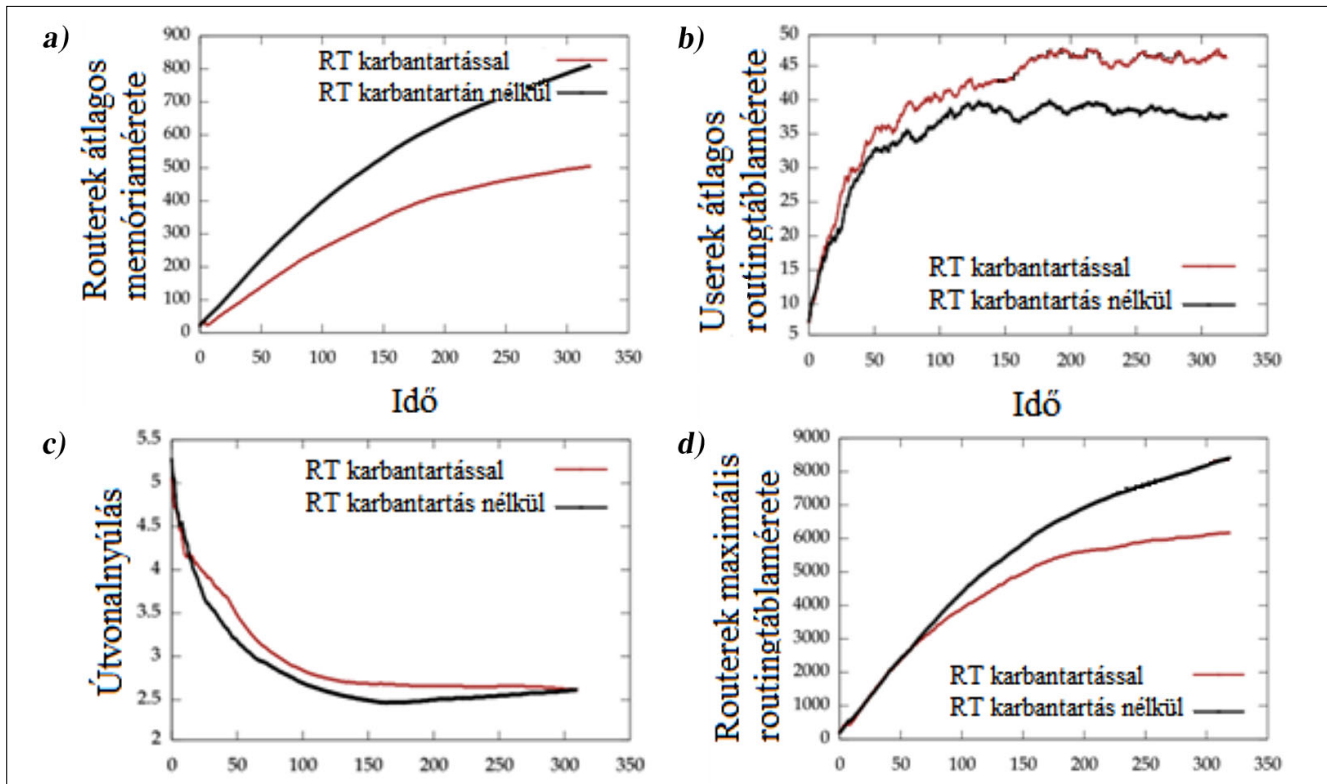 a)
Routerek átlagos
memóriamérete
900
800
700
600
500
400
300
200
100
0
RT karbantartással
RT karbantartán nélkül
0 50 100 150 200 250 300 350
Idő
b)
Userek átlagos
routingtáblamérete
50
45
40
35
30
25
20
15
10
5
RT karbantartással
RT karbantartás nélkül
0 50 100 150 200 250 300 350
Idő
c)
Útvonalnyúlás
5.5
5
4.5
4
3.5
3
2.5
2
RT karbantartással
RT karbantartás nélkül
0 50 100 150 200 250 300 350
d)
Routerek maximális
routingtáblamérete
9000
8000
7000
6000
5000
4000
3000
2000
1000
0
RT karbantartással
RT karbantartás nélkül
0 50 100 150 200 250 300 350